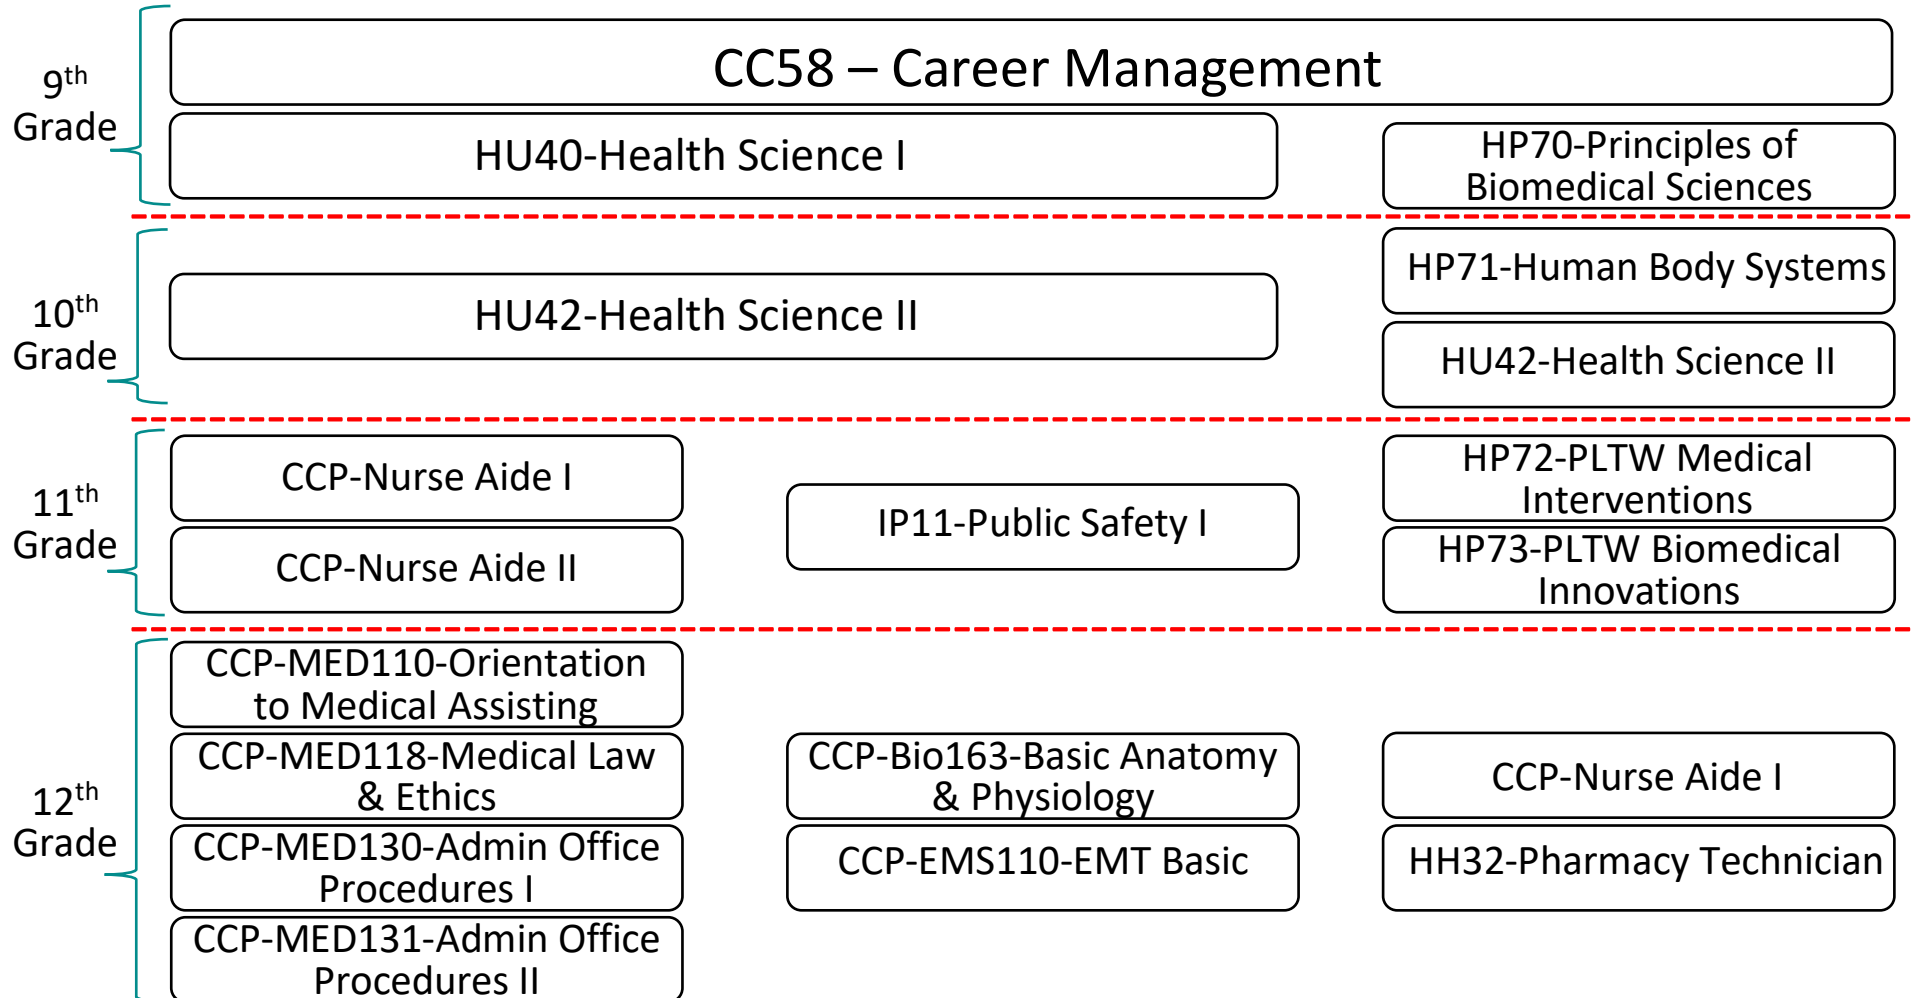 9th
Grade
CC58 – Career Management
HU40-Health Science I
HP70-Principles of
Biomedical Sciences
10th
Grade
HU42-Health Science II
HP71-Human Body Systems
HU42-Health Science II
11th
Grade
CCP-Nurse Aide I
CCP-Nurse Aide II
IP11-Public Safety I
HP72-PLTW Medical
Interventions
HP73-PLTW Biomedical
Innovations
12th
Grade
CCP-MED110-Orientation
to Medical Assisting
CCP-MED118-Medical Law
& Ethics
CCP-MED130-Admin Office
Procedures I
CCP-MED131-Admin Office
Procedures II
CCP-Bio163-Basic Anatomy
& Physiology
CCP-EMS110-EMT Basic
CCP-Nurse Aide I
HH32-Pharmacy Technician